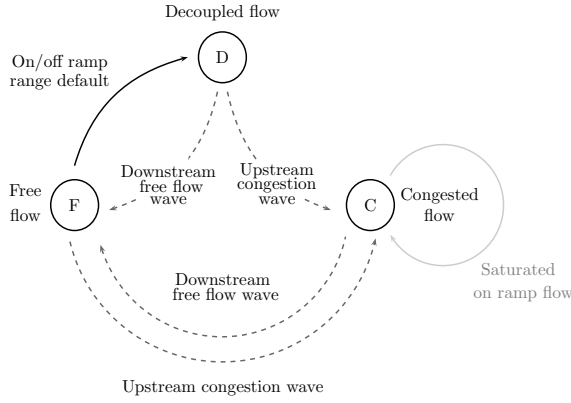 Decoupled flow
D
On/off ramp
range default
Downstream
free flow
wave
Upstream
congestion
wave
Free
flow
F
C
Congested
flow
Saturated
on ramp flow
Downstream
free flow wave
Upstream congestion wave